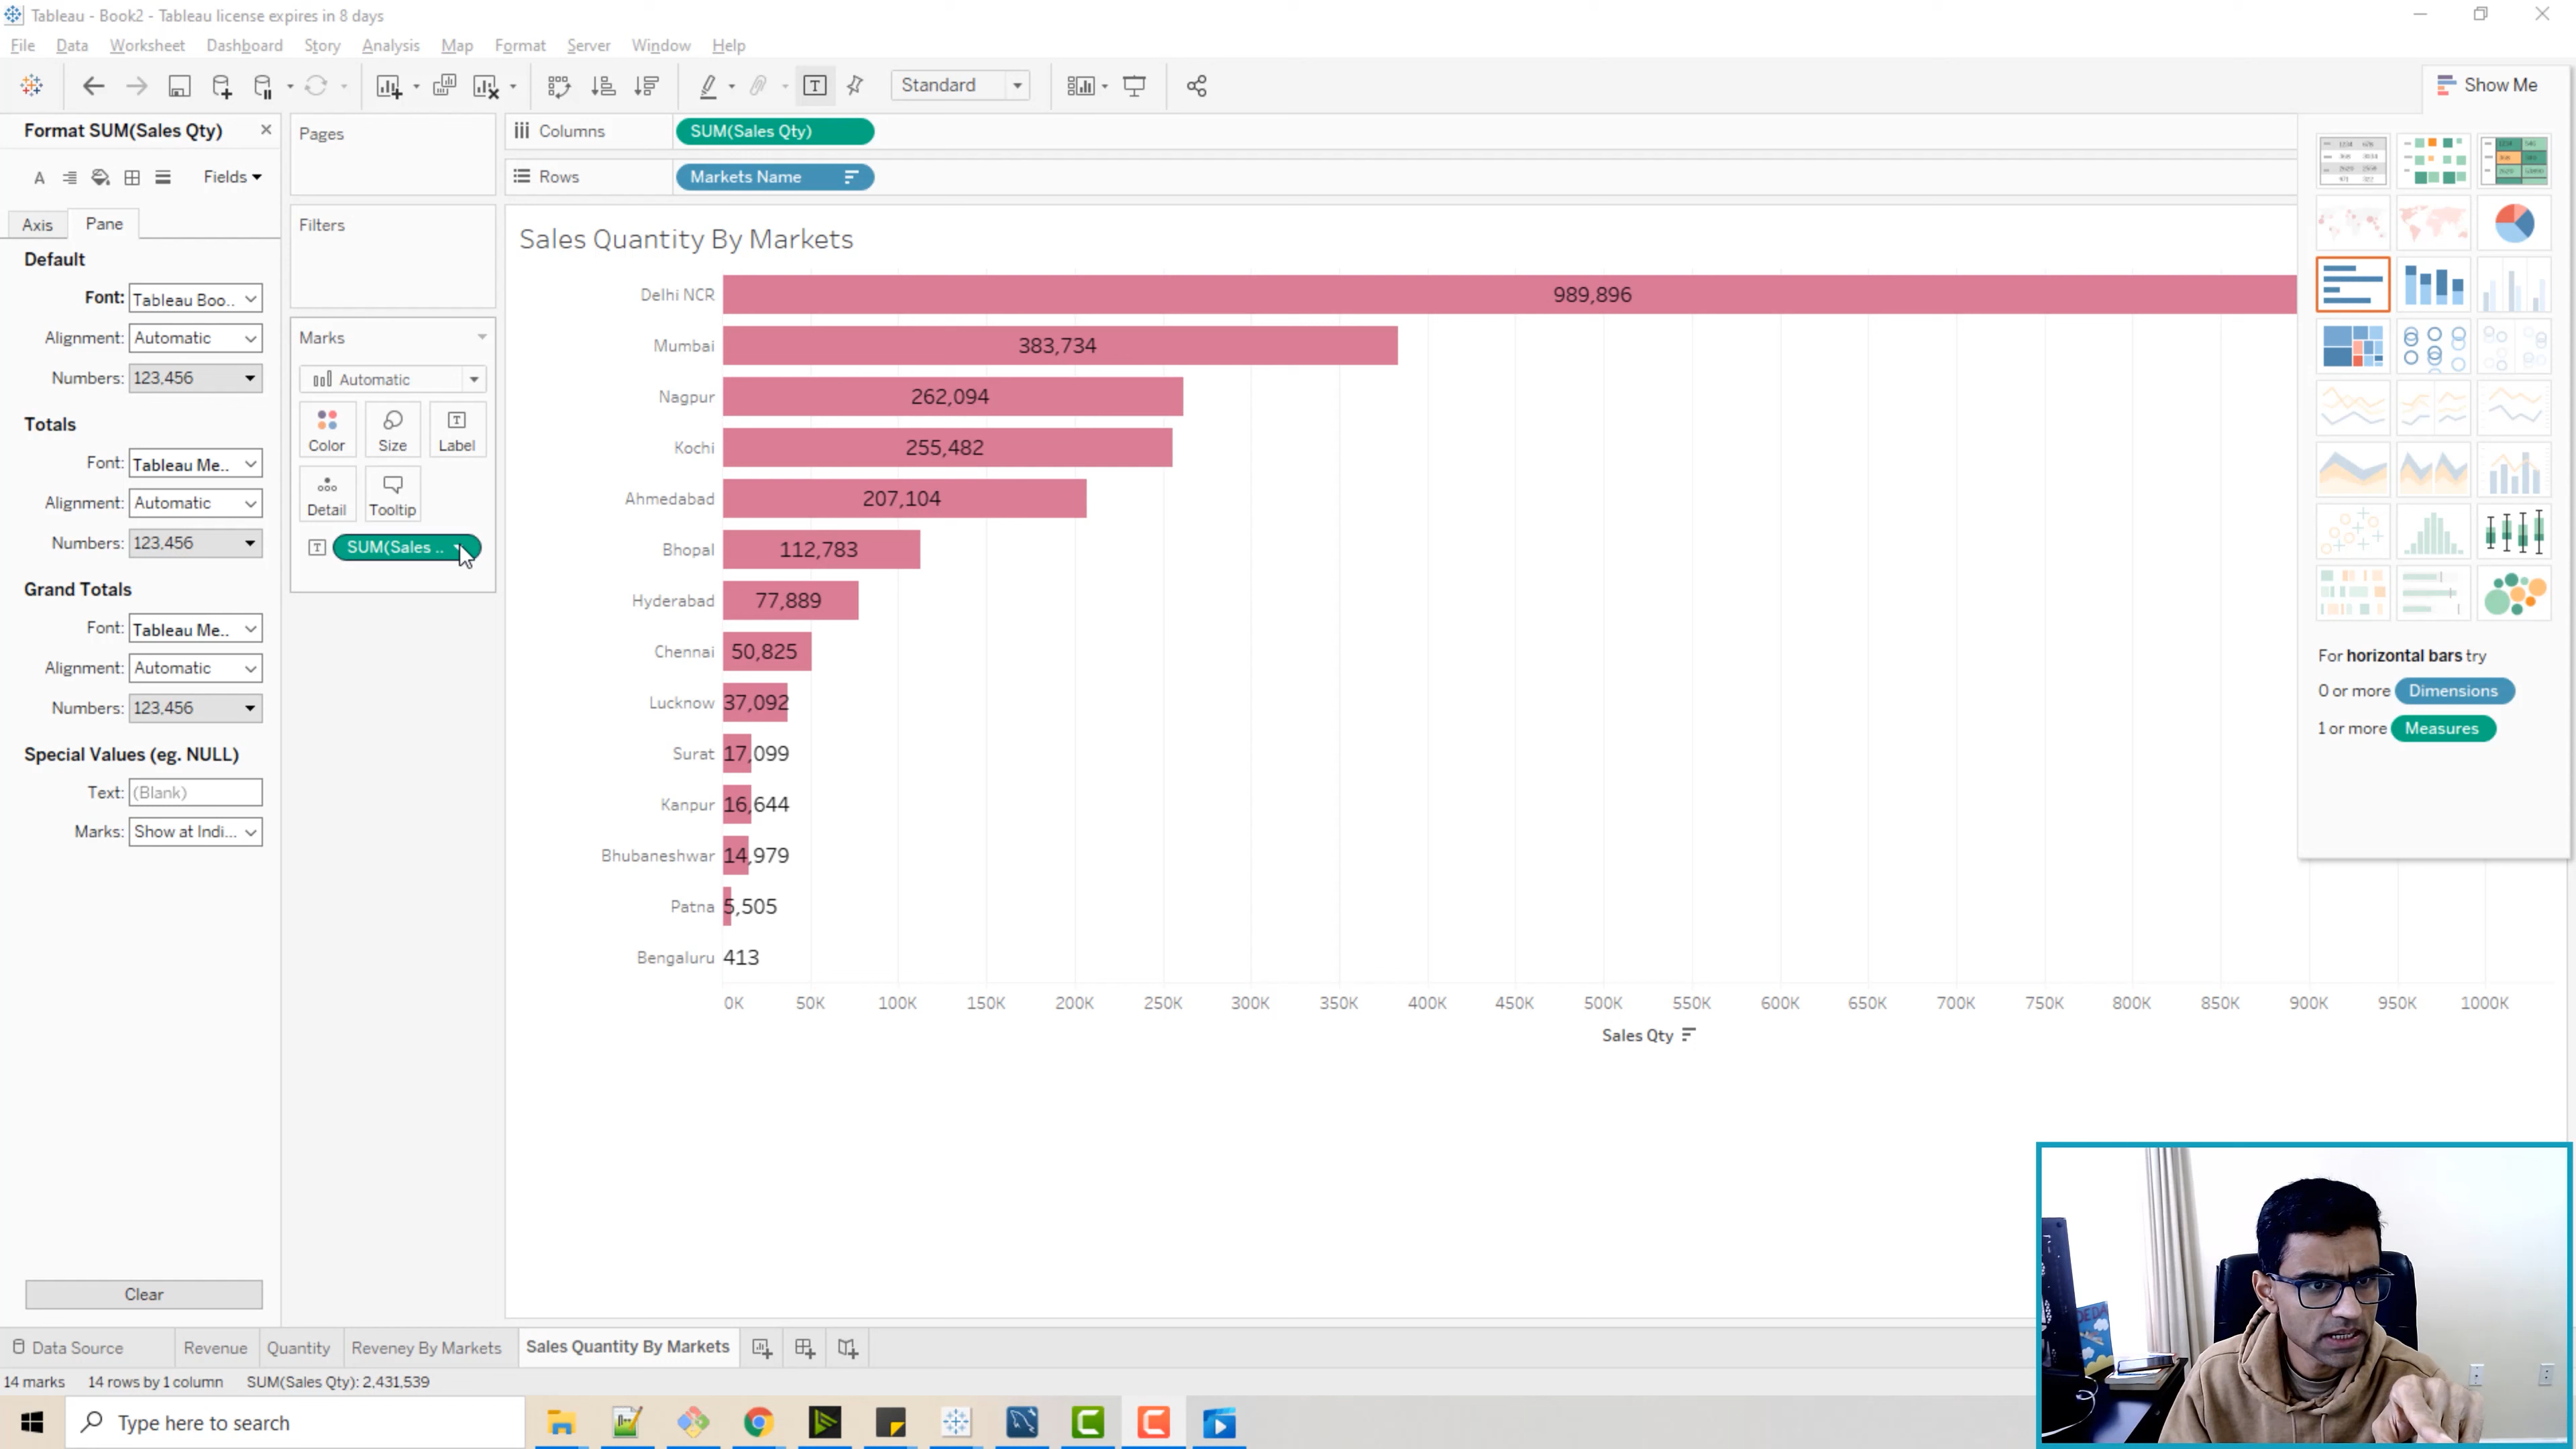 Tableau - Book2 - Tableau license expires in 8 days
File Data Worksheet Dashboard Story Analysis Map Format Server Window Help
Standard
Show Me
Format SUM(Sales Qty)
Fields
Axis Pane
Default
Font: Tableau Boo..
Alignment: Automatic
Numbers: 123,456
Totals
Font: Tableau Me..
Alignment: Automatic
Numbers: 123,456
Grand Totals
Font: Tableau Me..
Alignment: Automatic
Numbers: 123,456
Special Values (eg. NULL)
Text: (Blank)
Marks: Show at Indi...
Clear
Pages
Filters
Marks
Automatic
Color Size Label
Detail Tooltip
SUM(Sales ..
Columns SUM(Sales Qty)
Rows Markets Name
Sales Quantity By Markets
Delhi NCR 989,896
Mumbai 383,734
Nagpur 262,094
Kochi 255,482
Ahmedabad 207,104
Bhopal 112,783
Hyderabad 77,889
Chennai 50,825
Lucknow 37,092
Surat 17,099
Kanpur 16,644
Bhubaneshwar 14,979
Patna 5,505
Bengaluru 413
0K 50K 100K 150K 200K 250K 300K 350K 400K 450K 500K 550K 600K 650K 700K 750K 800K 850K 900K 950K 1000K
Sales Qty
For horizontal bars try
0 or more Dimensions
1 or more Measures
Data Source Revenue Quantity Reveney By Markets Sales Quantity By Markets
14 marks 14 rows by 1 column SUM(Sales Qty): 2,431,539
Type here to search